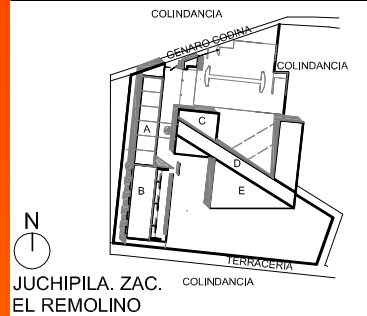 COLINDANCIA
GENARO CODINA
COLINDANCIA
A
C
D
B
E
N
TERRACERIA
COLINDANCIA
JUCHIPILA. ZAC.
EL REMOLINO